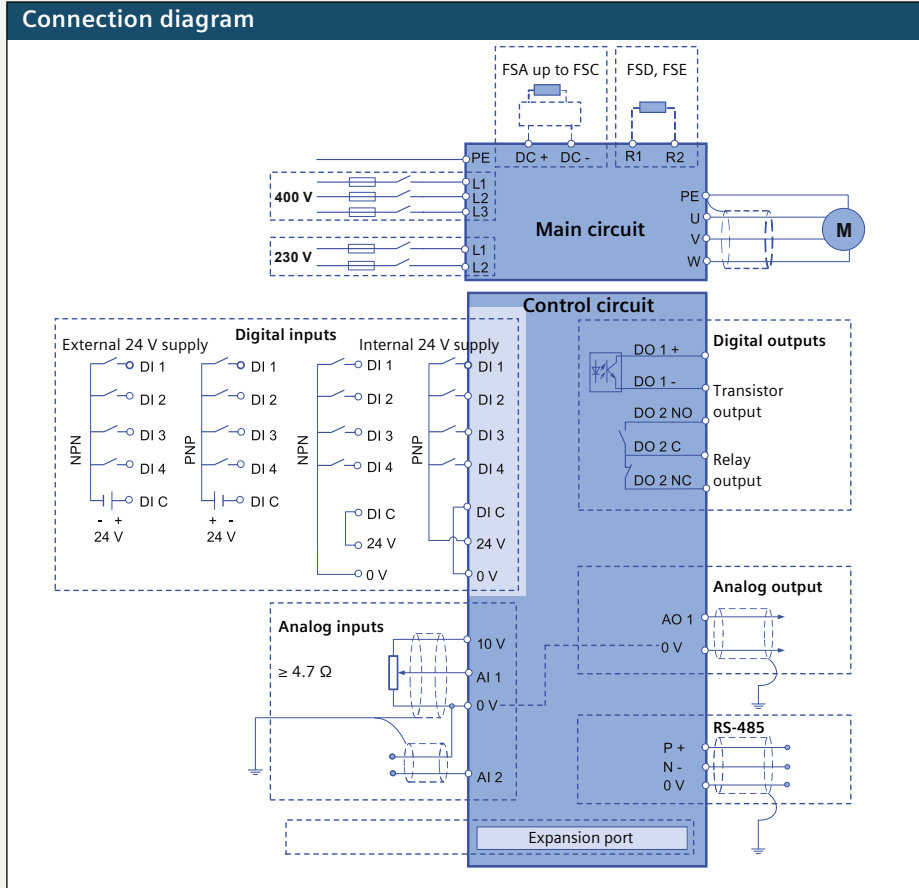 Connection diagram
FSA up to FSC
FSD, FSE
PE
DC +
DC -
R1
R2
400 V
L1
L2
L3
230 V
L1
L2
Main circuit
PE
U
V
W
M
Control circuit
Digital inputs
External 24 V supply
Internal 24 V supply
NPN
DI 1
DI 2
DI 3
DI 4
DI C
- +
24 V
PNP
DI 1
DI 2
DI 3
DI 4
DI C
+ -
24 V
NPN
DI 1
DI 2
DI 3
DI 4
DI C
24 V
0 V
PNP
DI 1
DI 2
DI 3
DI 4
DI C
24 V
0 V
Digital outputs
DO 1 +
DO 1 -
Transistor
output
DO 2 NO
DO 2 C
DO 2 NC
Relay
output
Analog inputs
≥ 4.7 Ω
10 V
AI 1
0 V
AI 2
Analog output
AO 1
0 V
RS-485
P +
N -
0 V
Expansion port